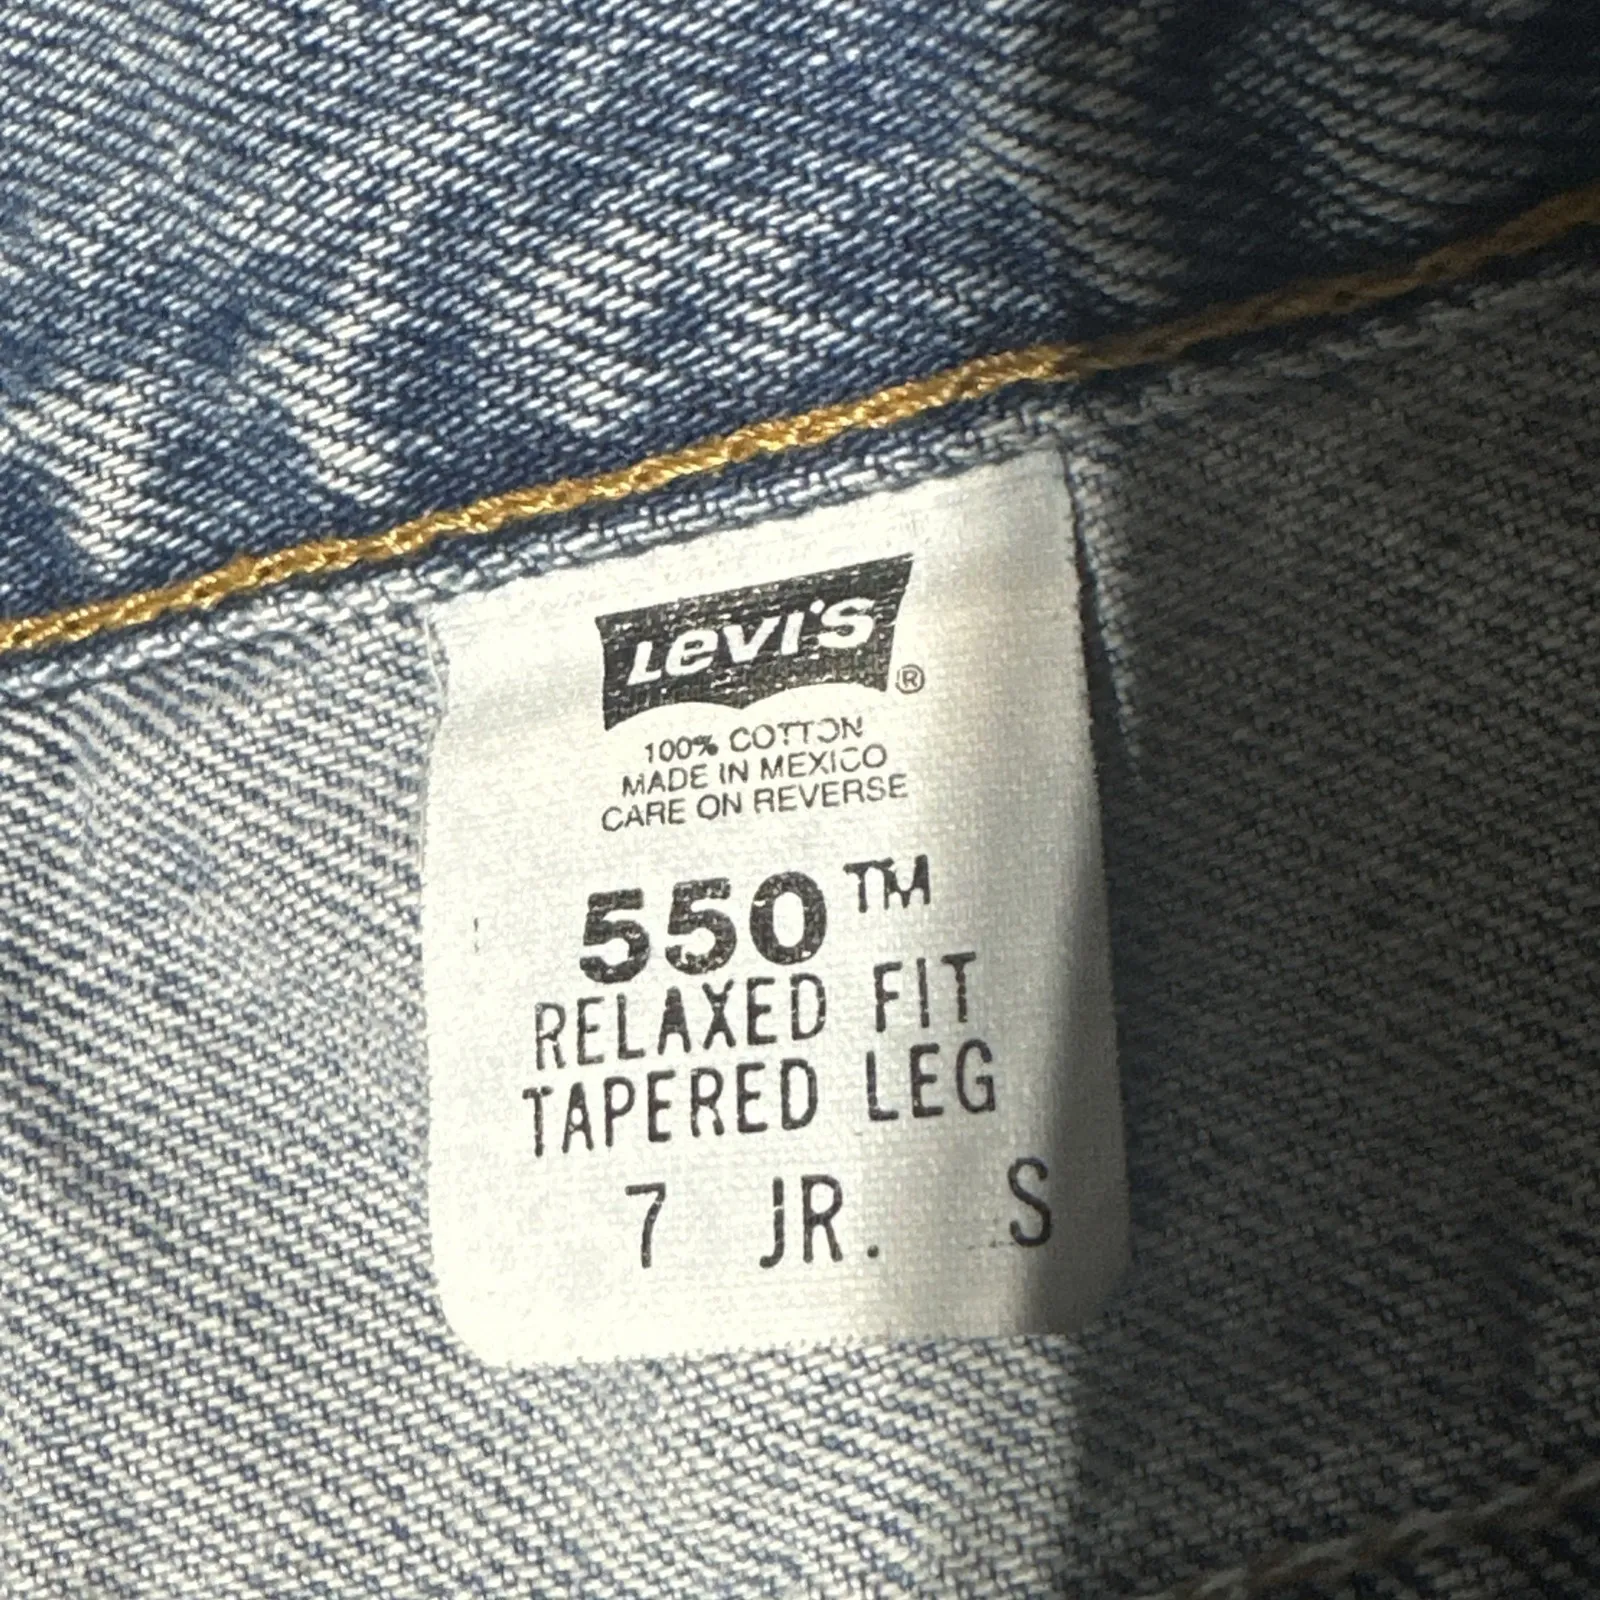 Levi's®
100% COTTON
MADE IN MEXICO
CARE ON REVERSE
550™
RELAXED FIT
TAPERED LEG
7 JR. S